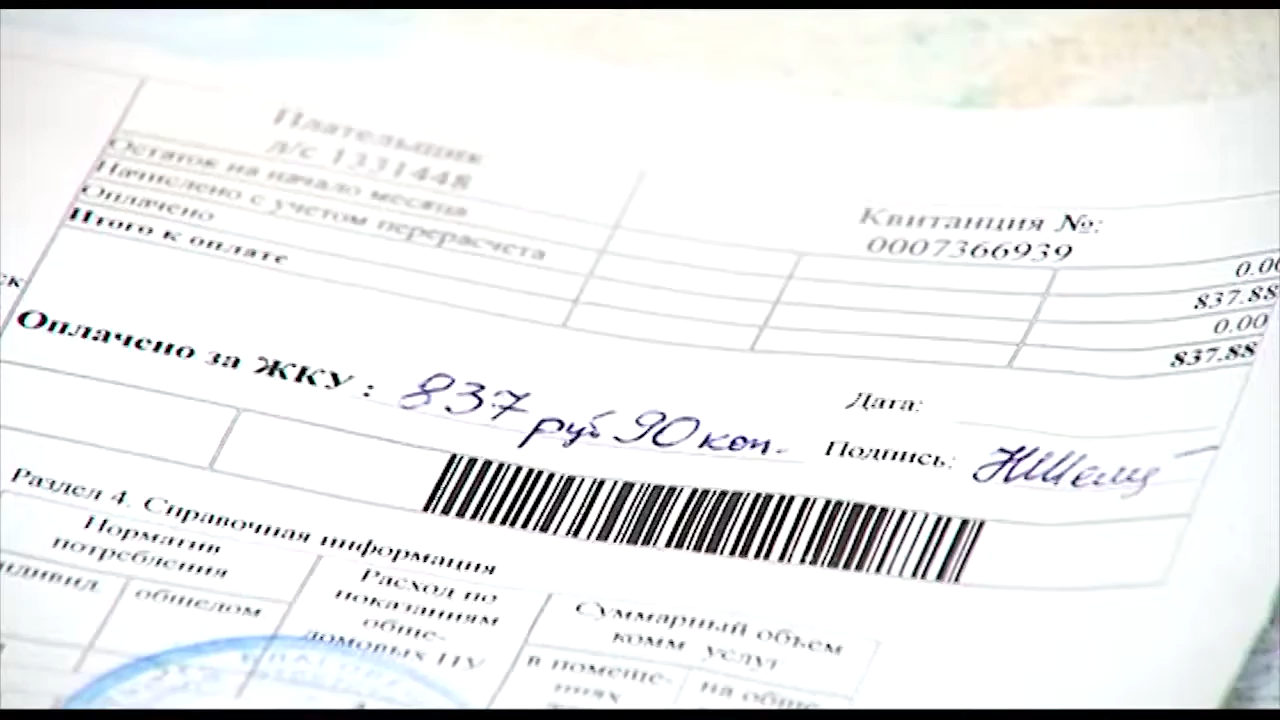 Плательщик
л/с 1331448
Квитанция №:
0007366939
Остаток на начало месяца 0.00
Начислено с учетом перерасчета 837.88
Оплачено 0.00
Итого к оплате 837.88
Оплачено за ЖКУ : 837 руб 90 коп.
Дата:
Подпись:
Раздел 4. Справочная информация
Норматив
потребления
общедом
Расход по
показаниям
обще-
домовых ПУ
Суммарный объем
комм услуг
в помеще-
ниях
на обще